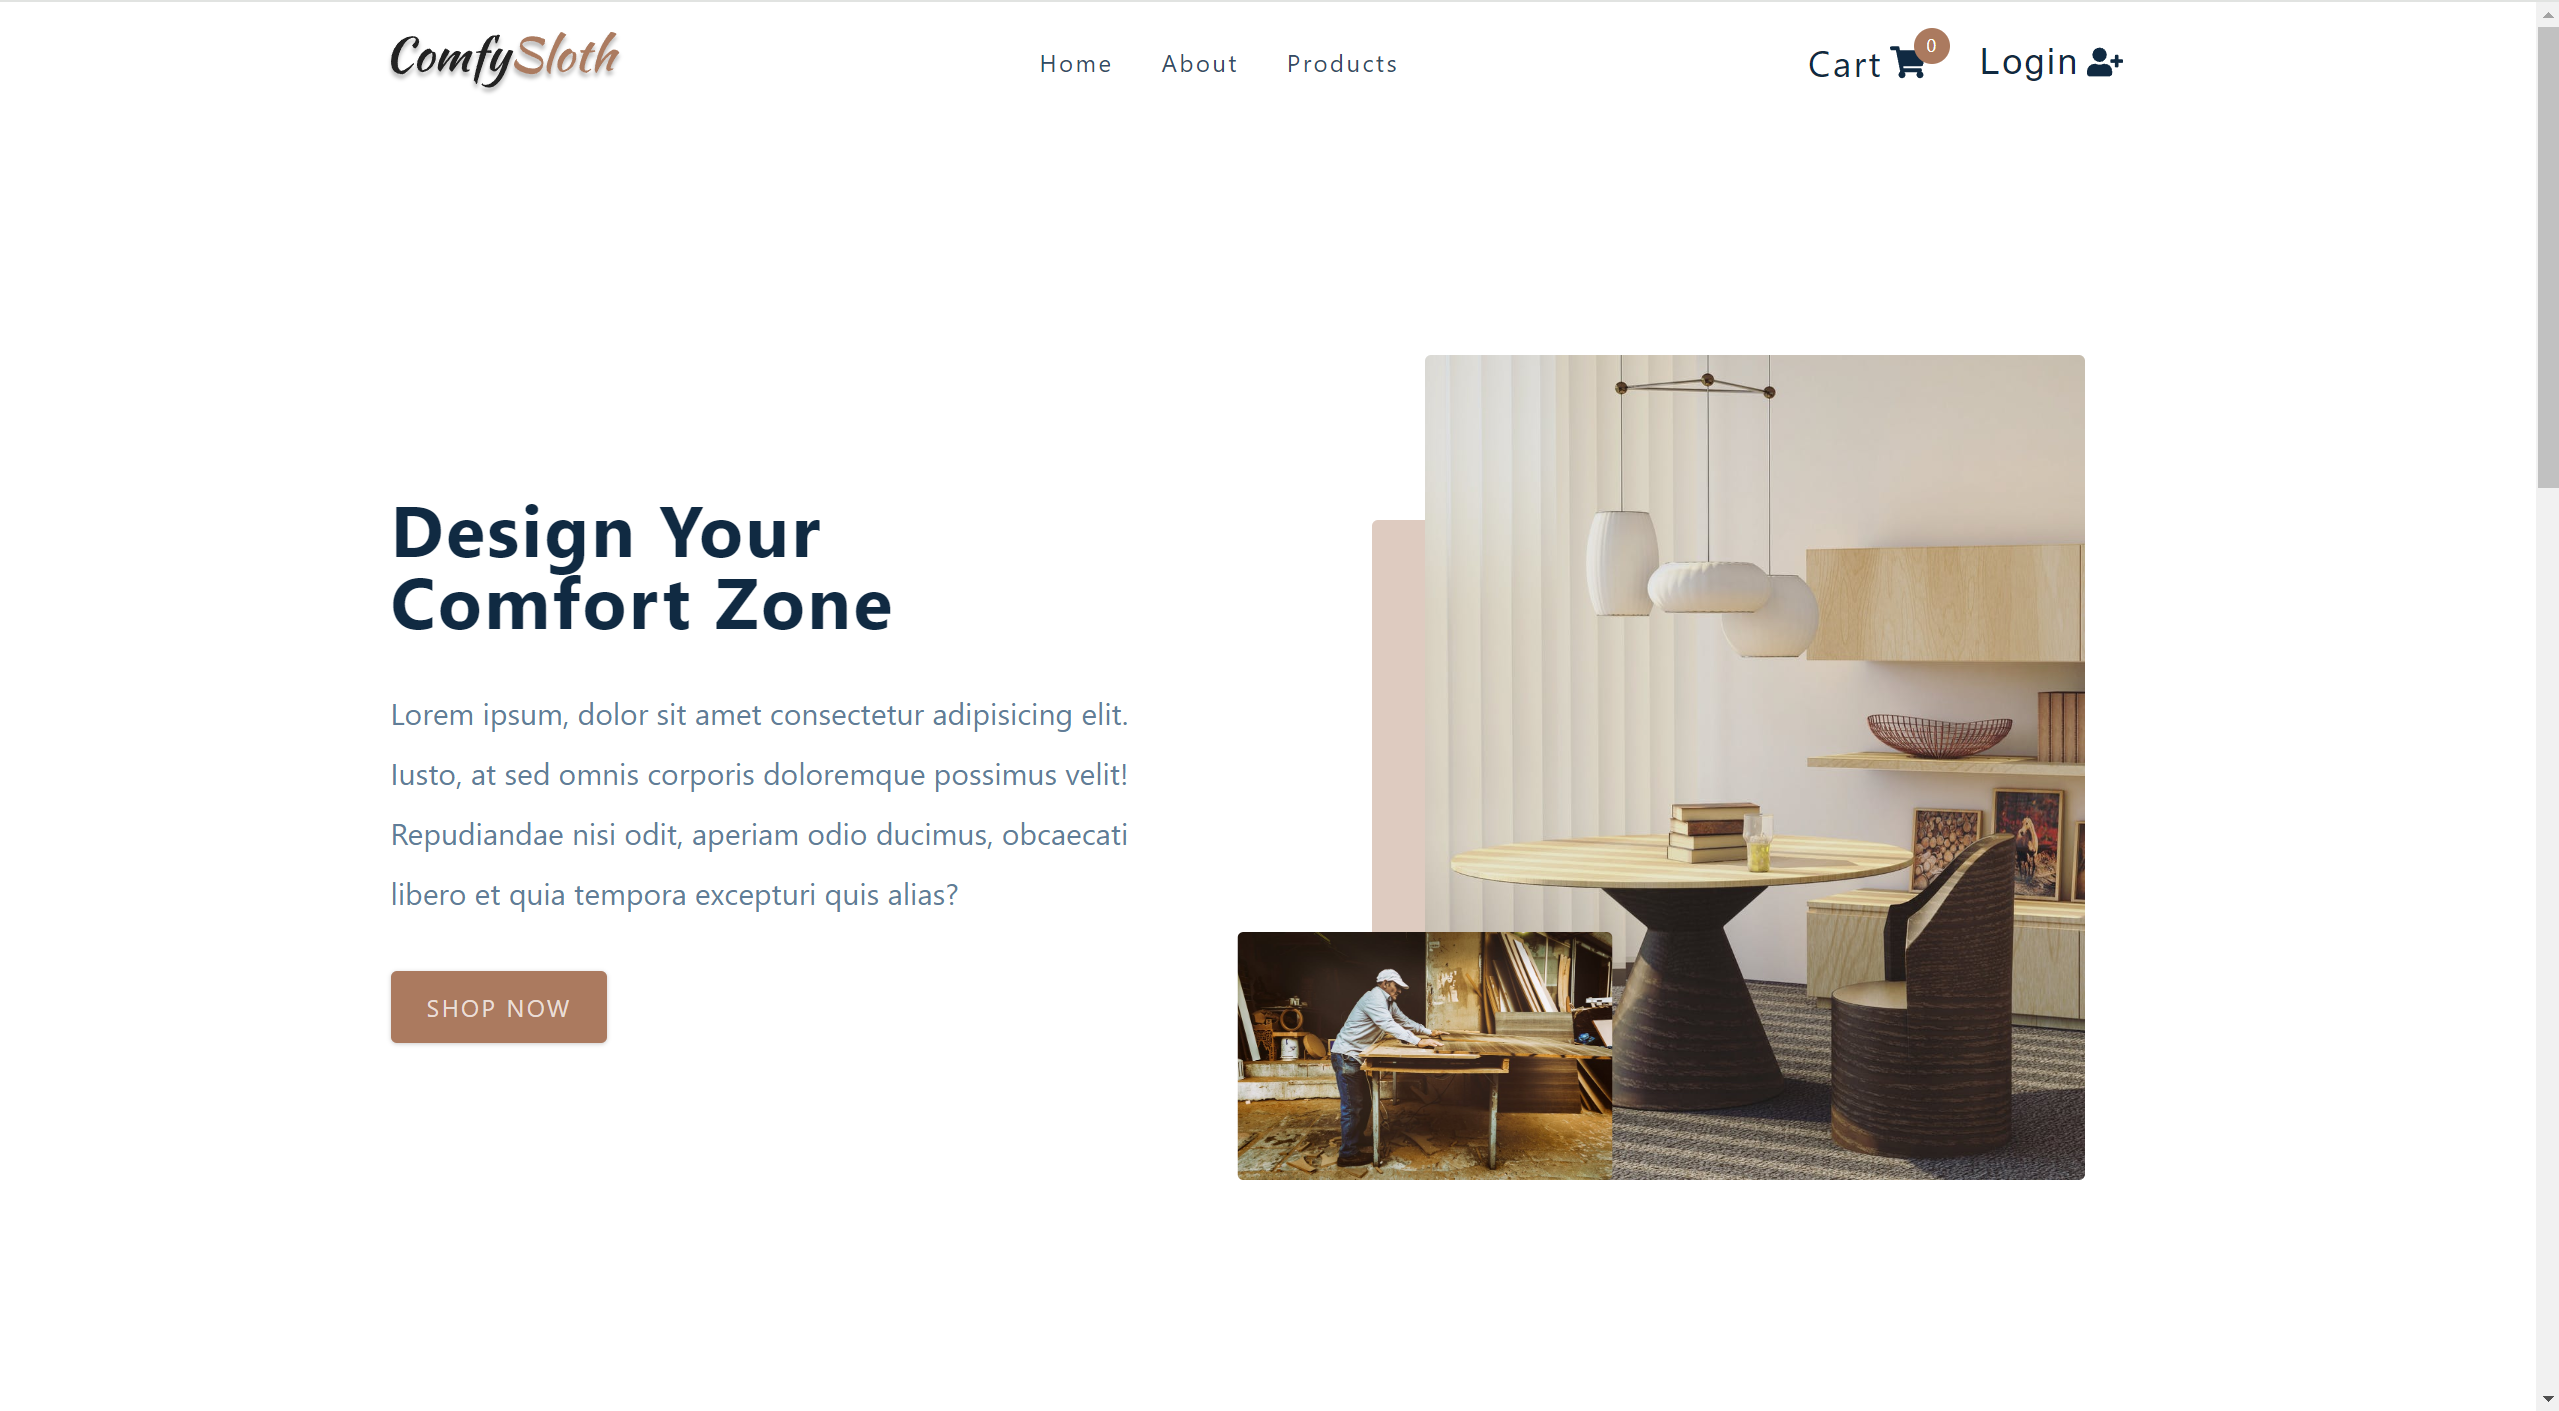 ComfySloth
Home About Products
Cart 0 Login
Design Your
Comfort Zone
Lorem ipsum, dolor sit amet consectetur adipisicing elit.
Iusto, at sed omnis corporis doloremque possimus velit!
Repudiandae nisi odit, aperiam odio ducimus, obcaecati
libero et quia tempora excepturi quis alias?
SHOP NOW